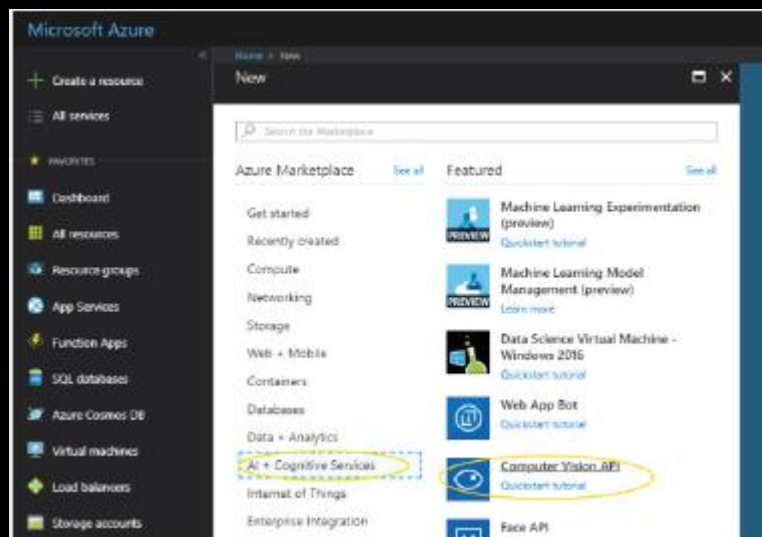 Microsoft Azure
Create a resource
All services
FAVORITES
Dashboard
All resources
Resource groups
App Services
Function Apps
SQL databases
Azure Cosmos DB
Virtual machines
Load balancers
Storage accounts
Home > New
New
Search the Marketplace
Azure Marketplace
See all
Get started
Recently created
Compute
Networking
Storage
Web + Mobile
Containers
Databases
Data + Analytics
AI + Cognitive Services
Internet of Things
Enterprise Integration
Featured
See all
PREVIEW
Machine Learning Experimentation
(preview)
Quickstart tutorial
PREVIEW
Machine Learning Model
Management (preview)
Learn more
Data Science Virtual Machine -
Windows 2016
Quickstart tutorial
Web App Bot
Quickstart tutorial
Computer Vision API
Quickstart tutorial
Face API